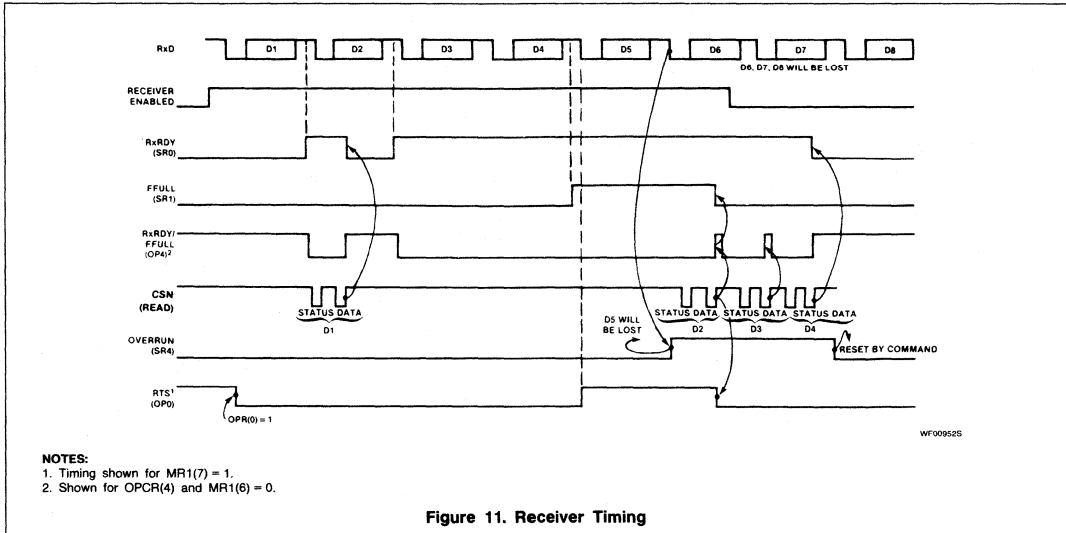 RxD D1 D2 D3 D4 D5 D6 D7 D8
D6, D7, D8 WILL BE LOST
RECEIVER
ENABLED
RxRDY
(SR0)
FFULL
(SR1)
RxRDY/
FFULL
(OP4)2
CSN
(READ)
STATUS DATA
D1
STATUS DATA STATUS DATA STATUS DATA
D2 D3 D4
D5 WILL
BE LOST
OVERRUN
(SR4)
RESET BY COMMAND
RTS1
(OP0)
OPR(0) = 1
WF00952S
NOTES:
1. Timing shown for MR1(7) = 1.
2. Shown for OPCR(4) and MR1(6) = 0.
Figure 11. Receiver Timing